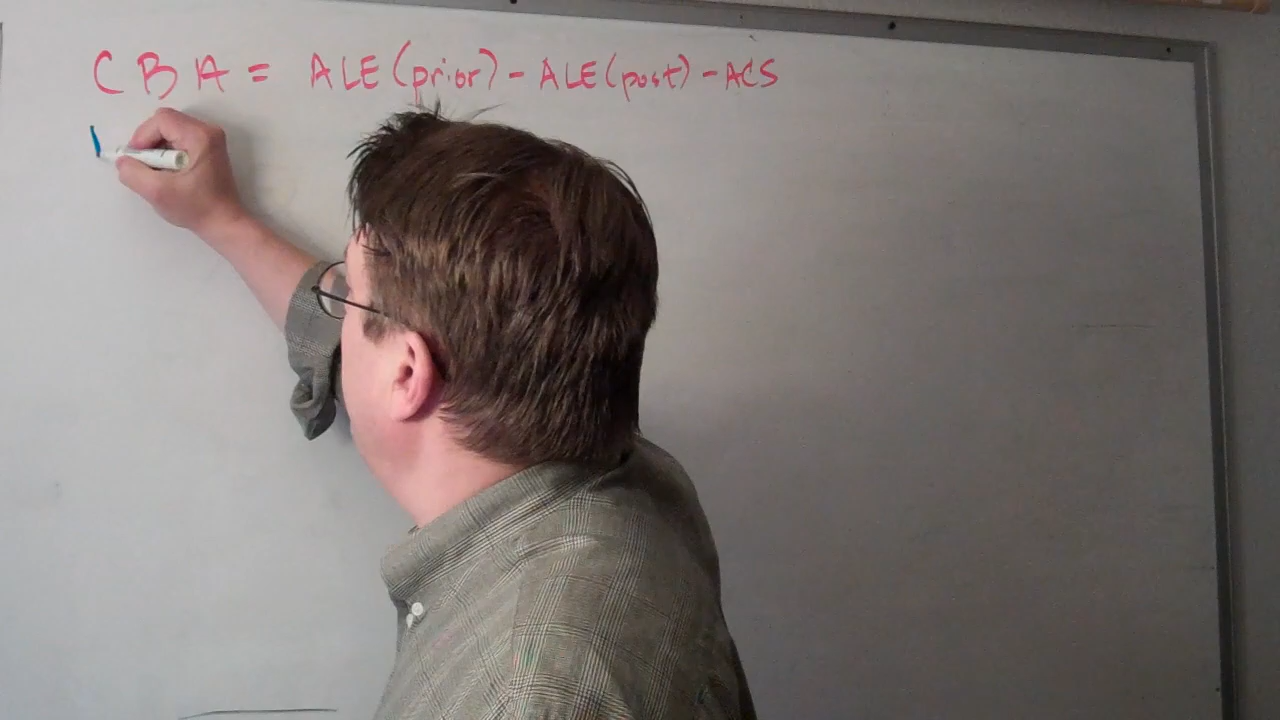 CBA = ALE(prior) - ALE(post) - ACS